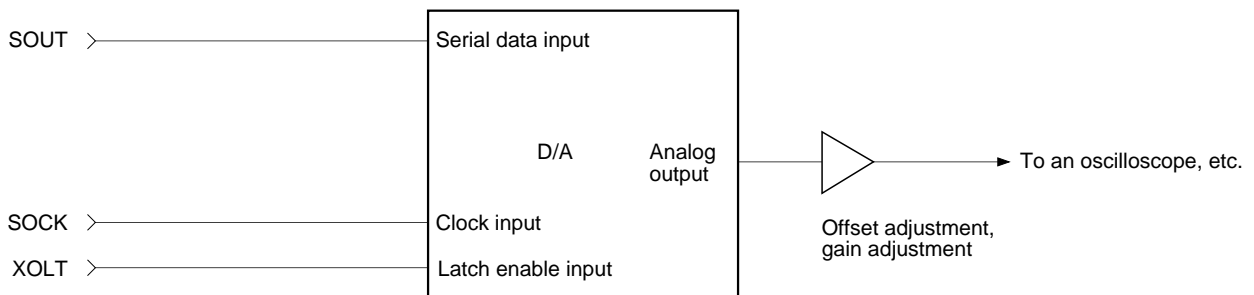 SOUT
Serial data input
D/A
Analog
output
To an oscilloscope, etc.
SOCK
Clock input
Offset adjustment,
gain adjustment
XOLT
Latch enable input